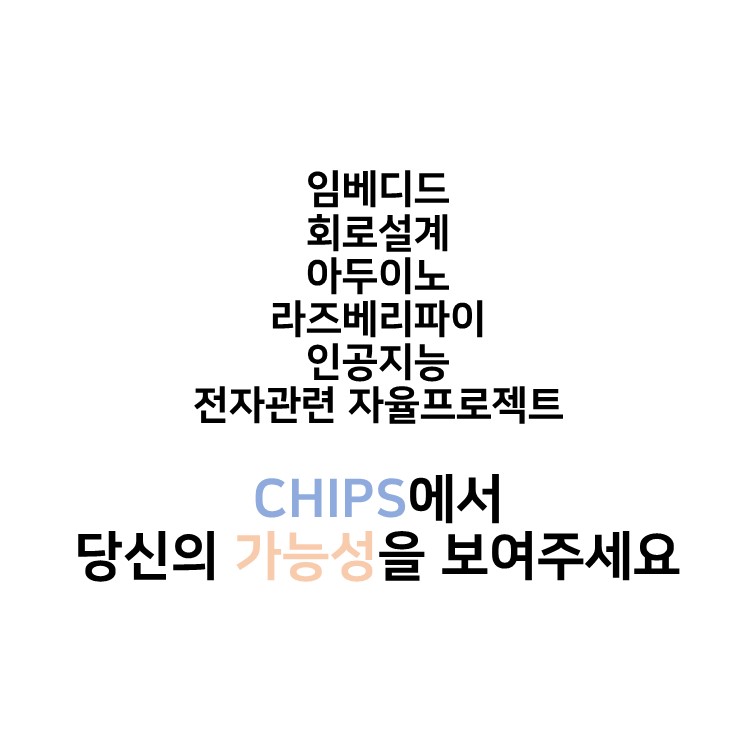 임베디드
회로설계
아두이노
라즈베리파이
인공지능
전자관련 자율프로젝트
CHIPS에서
당신의 가능성을 보여주세요